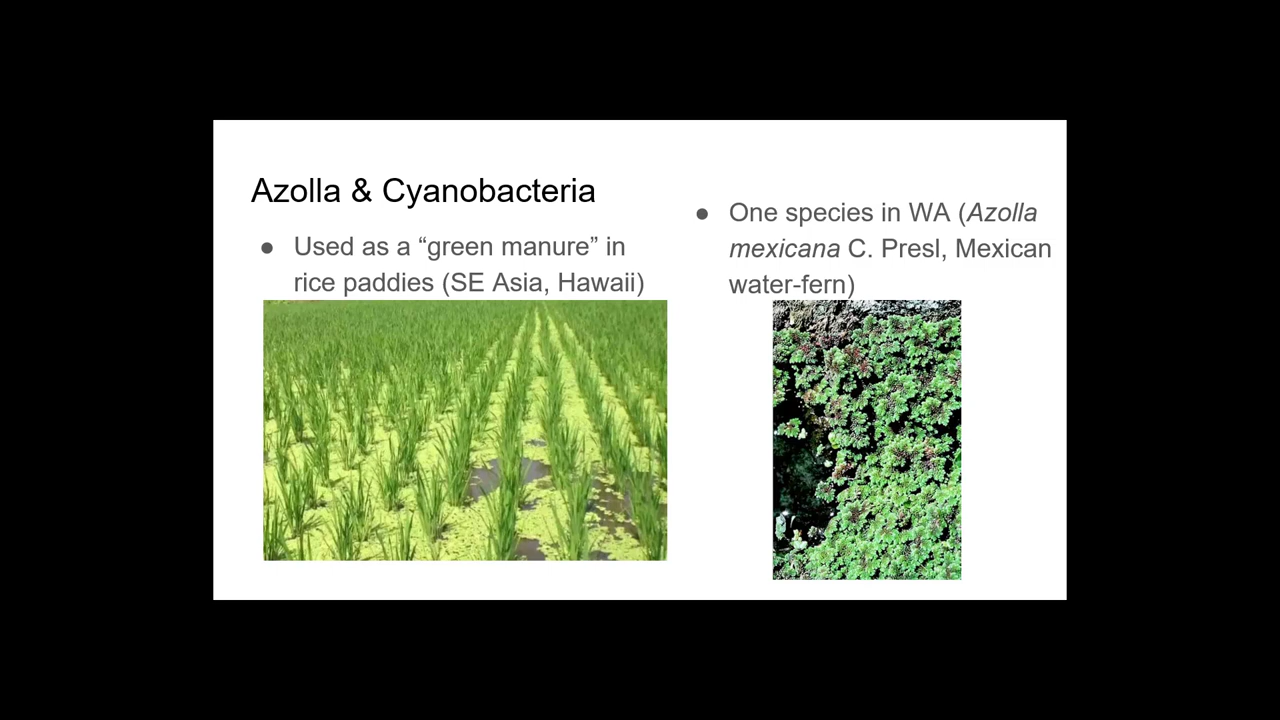 Azolla & Cyanobacteria
● Used as a “green manure” in
rice paddies (SE Asia, Hawaii)
● One species in WA (Azolla
mexicana C. Presl, Mexican
water-fern)